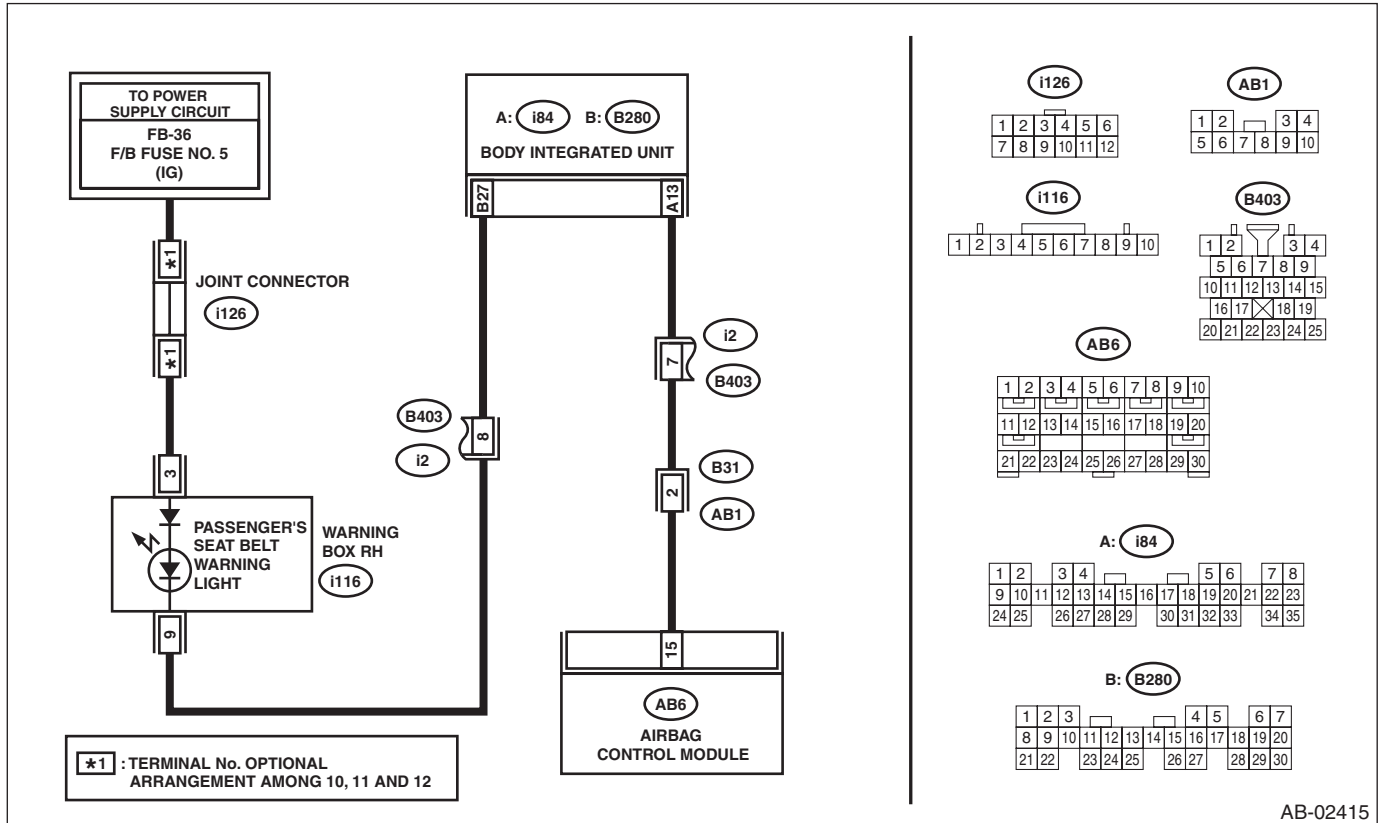 TO POWER
SUPPLY CIRCUIT
FB-36
F/B FUSE NO. 5
(IG)
*1
JOINT CONNECTOR
i126
*1
3
PASSENGER'S
SEAT BELT
WARNING
LIGHT
WARNING
BOX RH
i116
9
*1 : TERMINAL No. OPTIONAL
ARRANGEMENT AMONG 10, 11 AND 12
A: i84 B: B280
BODY INTEGRATED UNIT
B27 A13
B403
8
i2
i2
7
B403
B31
2
AB1
15
AB6
AIRBAG
CONTROL MODULE
i126
1 2 3 4 5 6
7 8 9 10 11 12
AB1
1 2 3 4
5 6 7 8 9 10
i116
1 2 3 4 5 6 7 8 9 10
B403
1 2 3 4
5 6 7 8 9
10 11 12 13 14 15
16 17 18 19
20 21 22 23 24 25
AB6
1 2 3 4 5 6 7 8 9 10
11 12 13 14 15 16 17 18 19 20
21 22 23 24 25 26 27 28 29 30
A: i84
1 2 3 4 5 6 7 8
9 10 11 12 13 14 15 16 17 18 19 20 21 22 23
24 25 26 27 28 29 30 31 32 33 34 35
B: B280
1 2 3 4 5 6 7
8 9 10 11 12 13 14 15 16 17 18 19 20
21 22 23 24 25 26 27 28 29 30
AB-02415